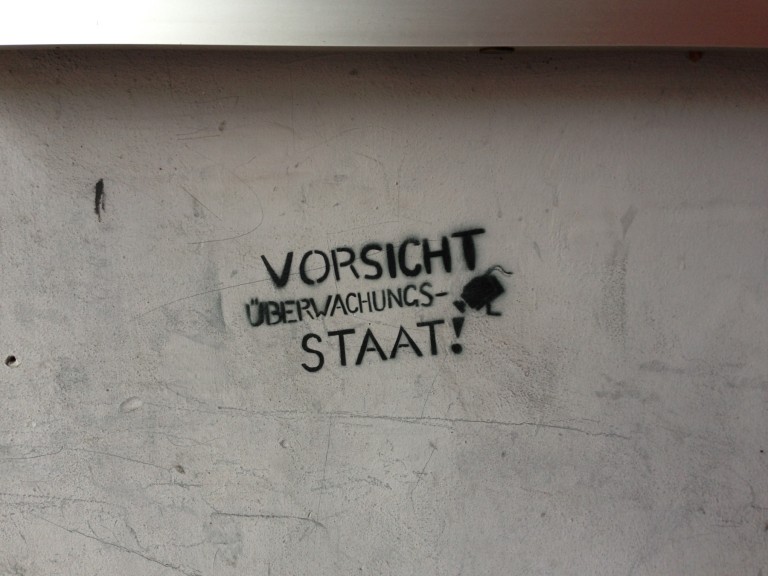 VORSICHT
ÜBERWACHUNGS-
STAAT!